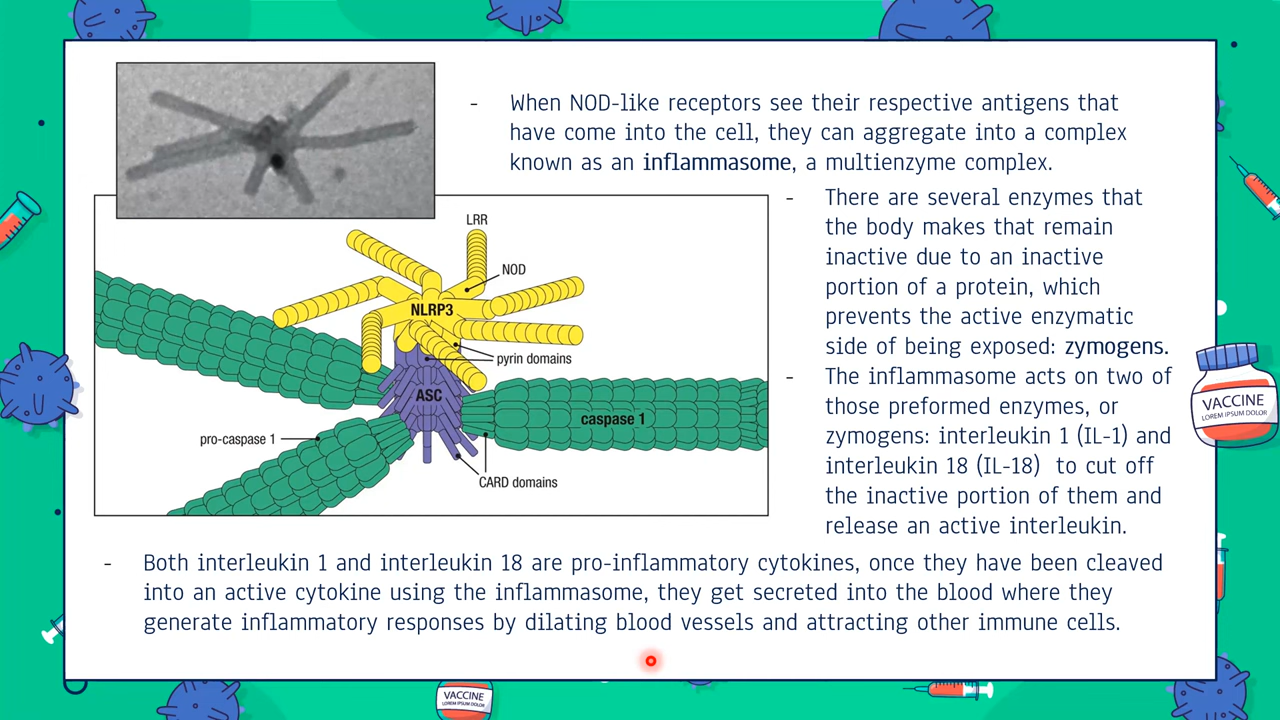 - When NOD-like receptors see their respective antigens that
have come into the cell, they can aggregate into a complex
known as an inflammasome, a multienzyme complex.
- There are several enzymes that
the body makes that remain
inactive due to an inactive
portion of a protein, which
prevents the active enzymatic
side of being exposed: zymogens.
- The inflammasome acts on two of
those preformed enzymes, or
zymogens: interleukin 1 (IL-1) and
interleukin 18 (IL-18) to cut off
the inactive portion of them and
release an active interleukin.
LRR
NOD
NLRP3
pyrin domains
ASC
caspase 1
pro-caspase 1
CARD domains
- Both interleukin 1 and interleukin 18 are pro-inflammatory cytokines, once they have been cleaved
into an active cytokine using the inflammasome, they get secreted into the blood where they
generate inflammatory responses by dilating blood vessels and attracting other immune cells.
VACCINE
LOREM IPSUM DOLOR
VACCINE
LOREM IPSUM DOLOR